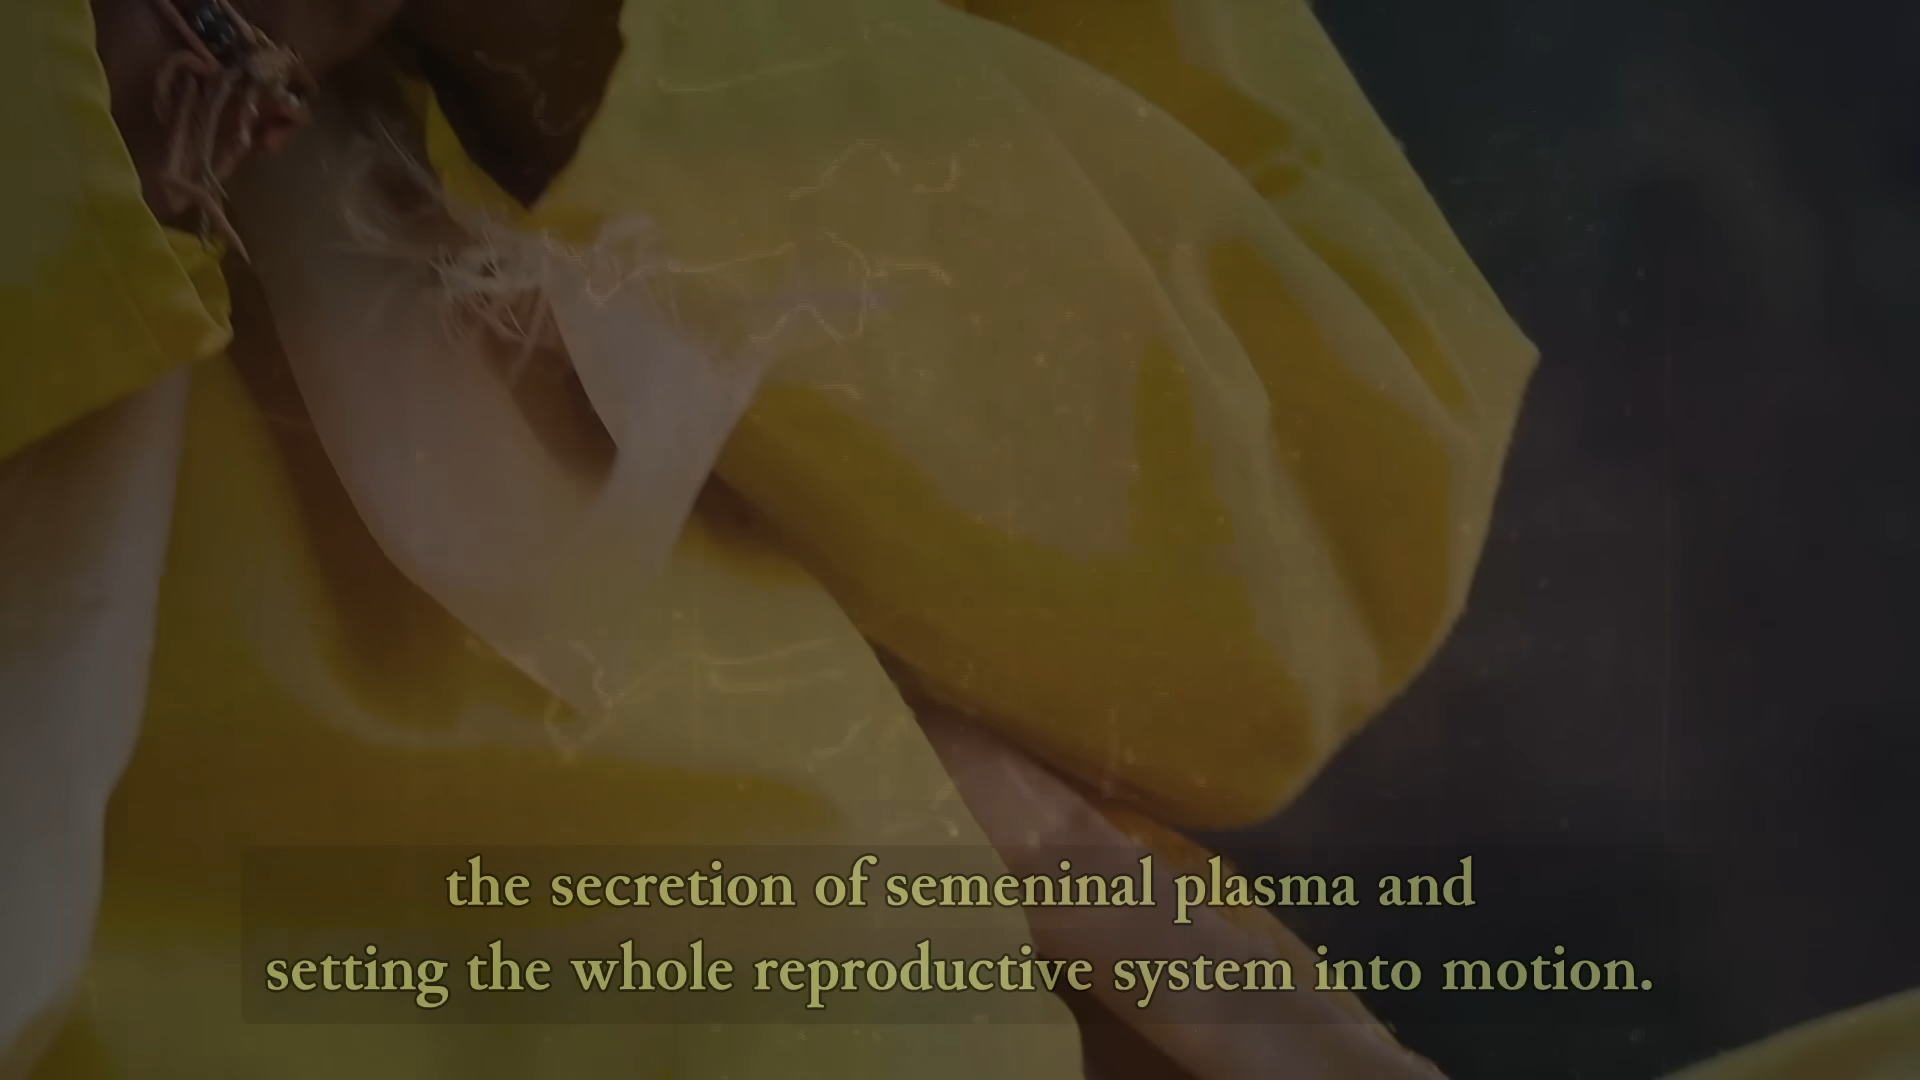 the secretion of semeninal plasma and
setting the whole reproductive system into motion.